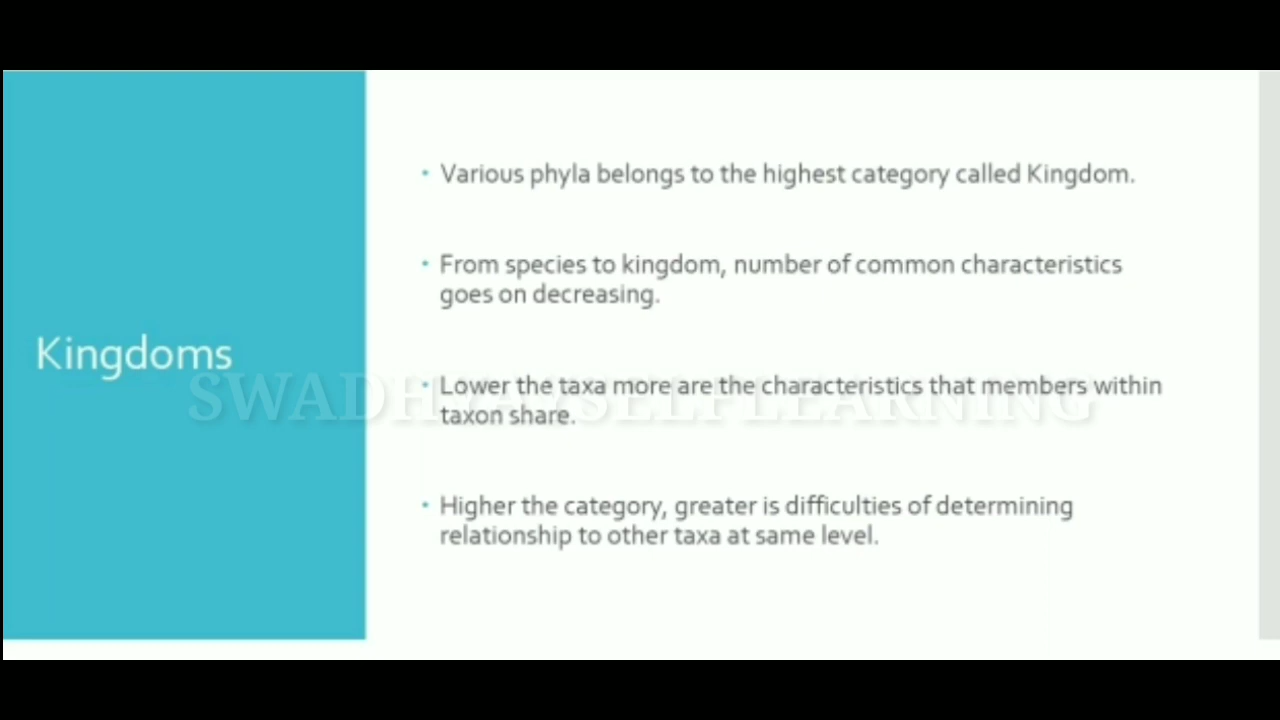 Kingdoms
• Various phyla belongs to the highest category called Kingdom.
• From species to kingdom, number of common characteristics
goes on decreasing.
• Lower the taxa more are the characteristics that members within
taxon share.
• Higher the category, greater is difficulties of determining
relationship to other taxa at same level.